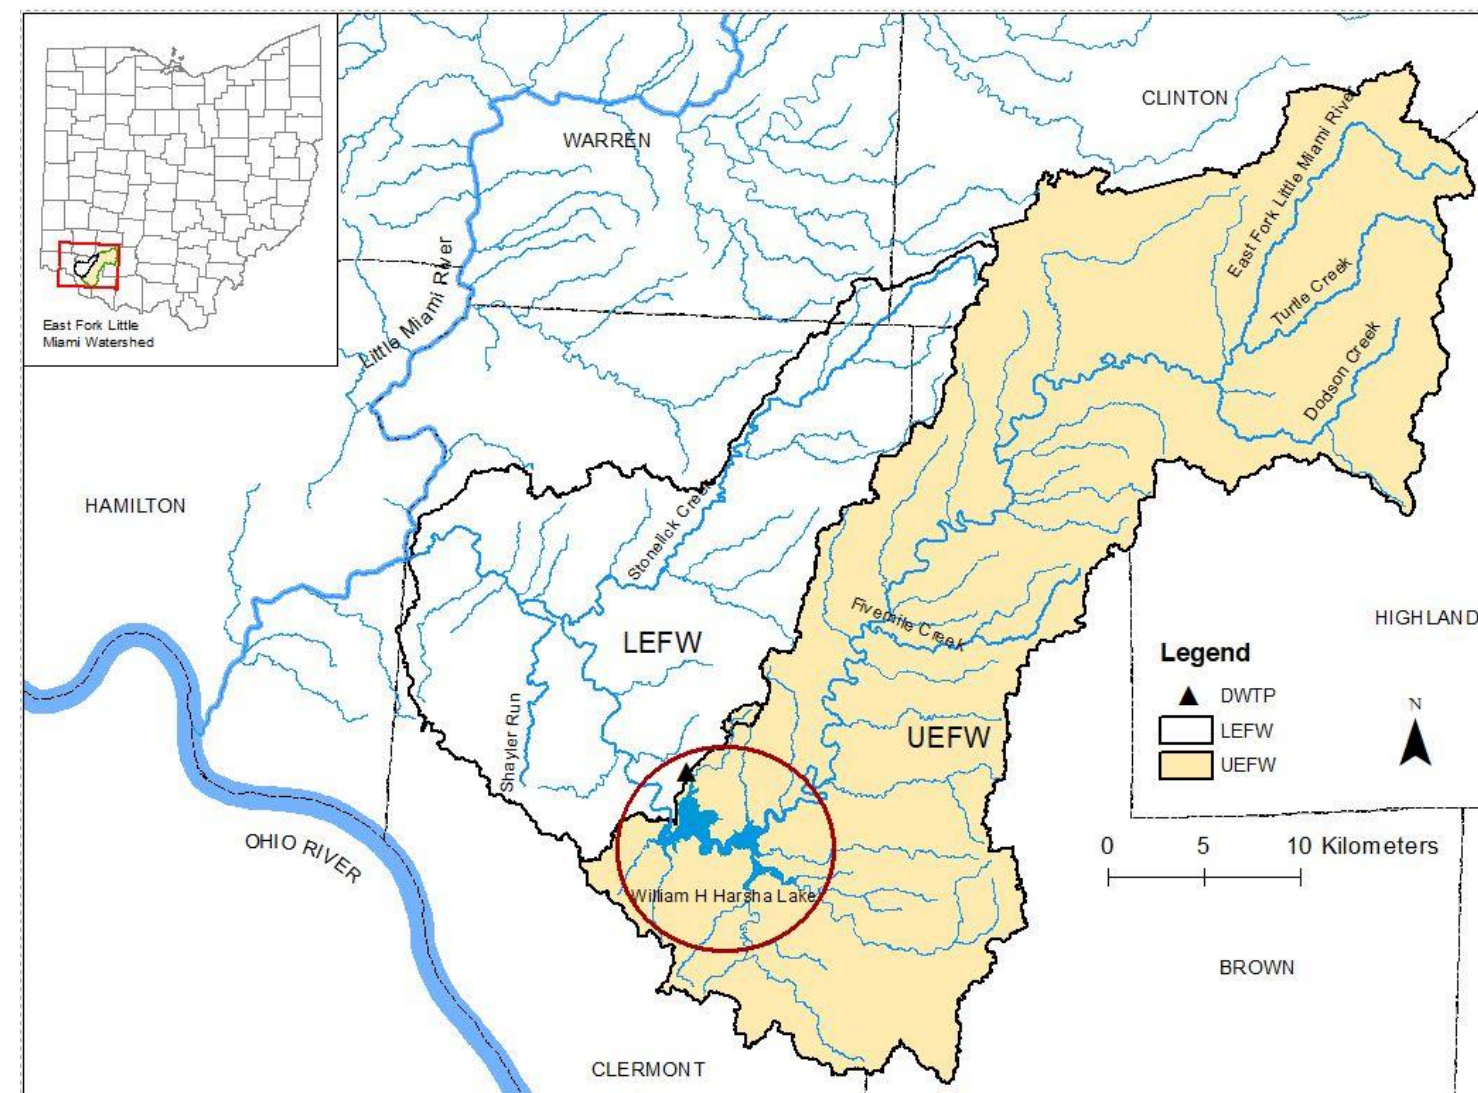 East Fork Little
Miami Watershed
WARREN
CLINTON
Little Miami River
East Fork Little Miami River
Turtle Creek
Dodson Creek
HAMILTON
Stonelick Creek
Fivemile Creek
LEFW
HIGHLAND
Shayler Run
UEFW
Legend
DWTP
LEFW
UEFW
N
OHIO RIVER
0 5 10 Kilometers
William H Harsha Lake
BROWN
CLERMONT